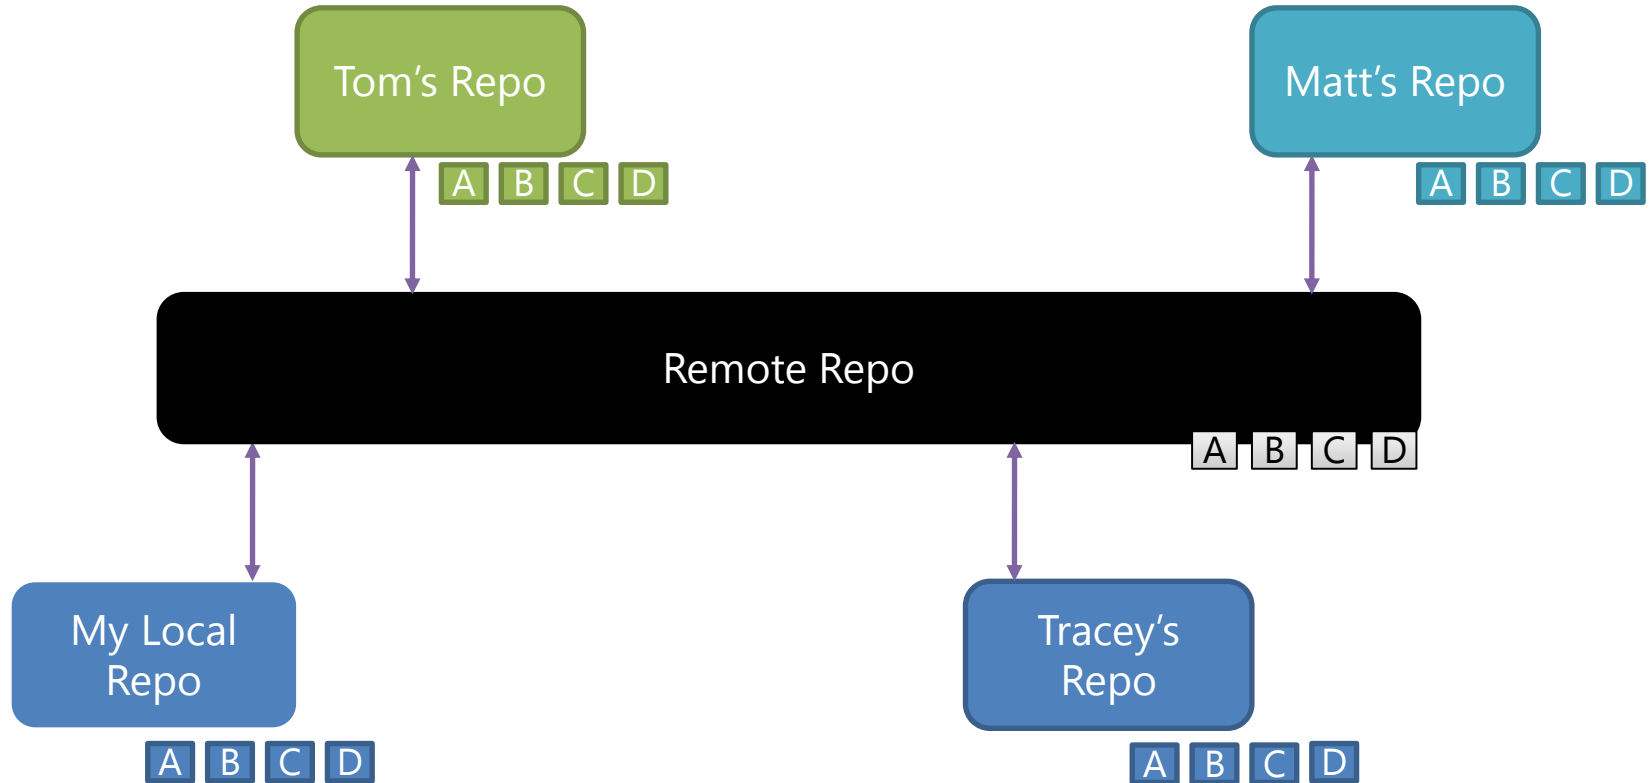 Tom’s Repo
Matt’s Repo
A B C D
A B C D
Remote Repo
A B C D
My Local
Repo
Tracey’s
Repo
A B C D
A B C D